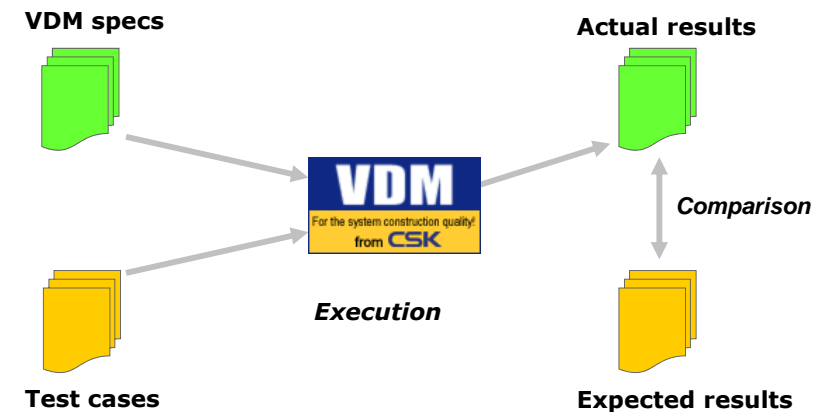 VDM specs
Actual results
VDM
For the system construction quality!
from CSK
Comparison
Execution
Test cases
Expected results